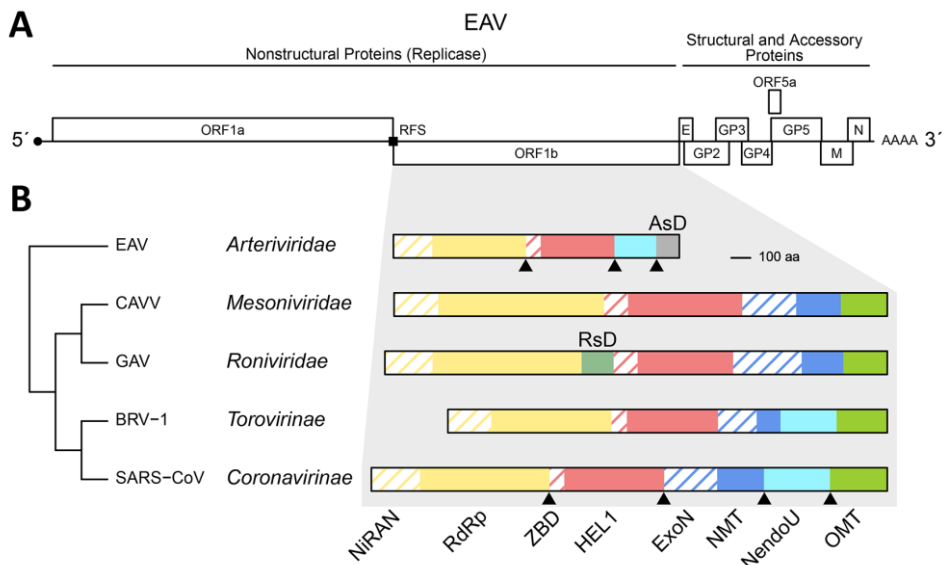 A
EAV
Nonstructural Proteins (Replicase)
Structural and Accessory
Proteins
ORF5a
5´
ORF1a
RFS
ORF1b
E
GP2
GP3
GP4
GP5
M
N
AAAA
3´
B
AsD
EAV
Arteriviridae
100 aa
CAVV
Mesoniviridae
RsD
GAV
Roniviridae
BRV−1
Torovirinae
SARS−CoV
Coronavirinae
NiRAN
RdRp
ZBD
HEL1
ExoN
NMT
NendoU
OMT